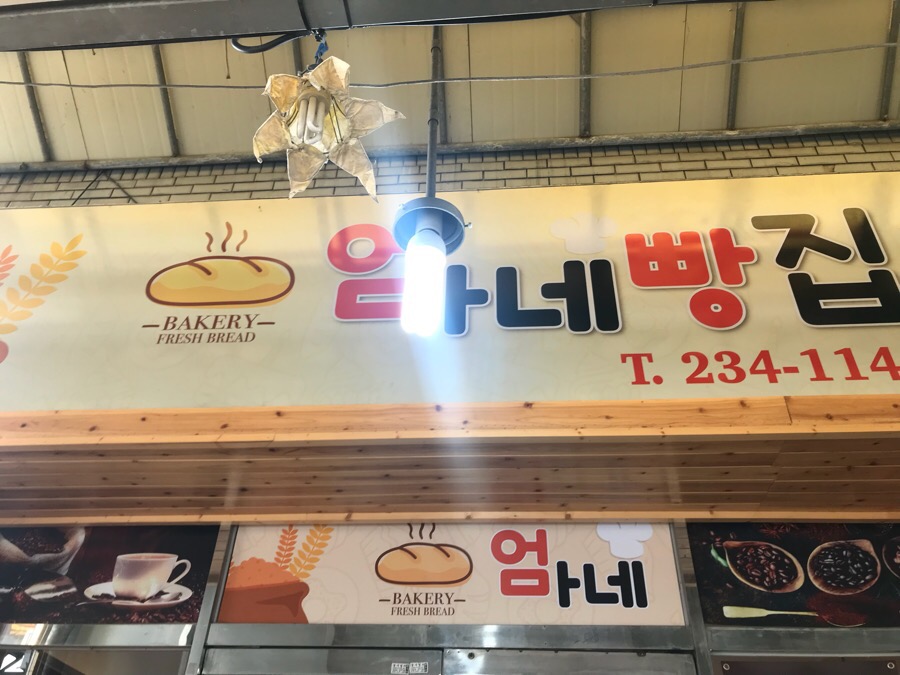 엄마네빵집
BAKERY
FRESH BREAD
T. 234-114
엄마네
BAKERY
FRESH BREAD